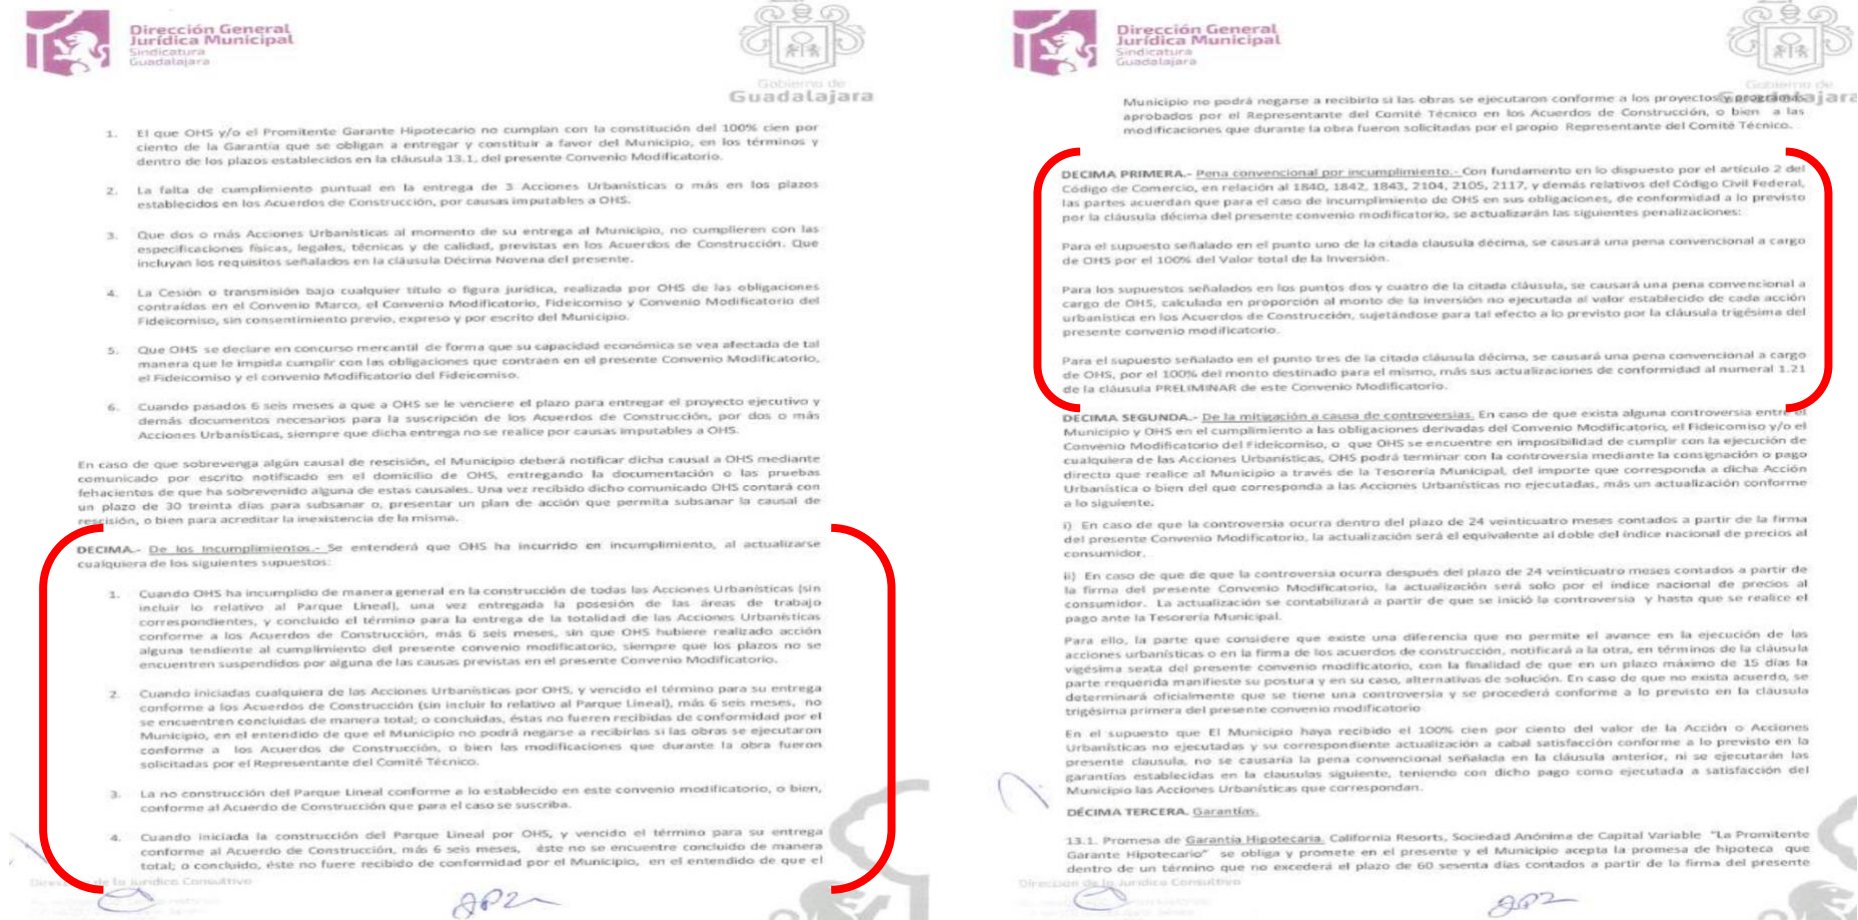 Dirección General
Jurídica Municipal
Sindicatura
Guadalajara
Gobierno de
Guadalajara
1. El que OHS y/o el Promitente Garante Hipotecario no cumplan con la constitución del 100% cien por
ciento de la Garantía que se obligan a entregar y constituir a favor del Municipio, en los términos y
dentro de los plazos establecidos en la cláusula 13.1, del presente Convenio Modificatorio.
2. La falta de cumplimiento puntual en la entrega de 3 Acciones Urbanísticas o más en los plazos
establecidos en los Acuerdos de Construcción, por causas imputables a OHS.
3. Que dos o más Acciones Urbanísticas al momento de su entrega al Municipio, no cumplieren con las
especificaciones físicas, legales, técnicas y de calidad, previstas en los Acuerdos de Construcción. Que
incluyan los requisitos señalados en la cláusula Décima Novena del presente.
4. La Cesión o transmisión bajo cualquier título o figura jurídica, realizada por OHS de las obligaciones
contraídas en el Convenio Marco, el Convenio Modificatorio, Fideicomiso y Convenio Modificatorio del
Fideicomiso, sin consentimiento previo, expreso y por escrito del Municipio.
5. Que OHS se declare en concurso mercantil de forma que su capacidad económica se vea afectada de tal
manera que le impida cumplir con las obligaciones que contraen en el presente Convenio Modificatorio,
el Fideicomiso y el convenio Modificatorio del Fideicomiso.
6. Cuando pasados 6 seis meses a que a OHS se le venciere el plazo para entregar el proyecto ejecutivo y
demás documentos necesarios para la suscripción de los Acuerdos de Construcción, por dos o más
Acciones Urbanísticas, siempre que dicha entrega no se realice por causas imputables a OHS.
En caso de que sobrevenga algún causal de rescisión, el Municipio deberá notificar dicha causal a OHS mediante
comunicado por escrito notificado en el domicilio de OHS, entregando la documentación o las pruebas
fehacientes de que ha sobrevenido alguna de estas causales. Una vez recibido dicho comunicado OHS contará con
un plazo de 30 treinta días para subsanar o, presentar un plan de acción que permita subsanar la causal de
rescisión, o bien para acreditar la inexistencia de la misma.
DECIMA.- De los Incumplimientos.- Se entenderá que OHS ha incurrido en incumplimiento, al actualizarse
cualquiera de los siguientes supuestos:
1. Cuando OHS ha incumplido de manera general en la construcción de todas las Acciones Urbanísticas (sin
incluir lo relativo al Parque Lineal), una vez entregada la posesión de las áreas de trabajo
correspondientes, y concluido el término para la entrega de la totalidad de las Acciones Urbanísticas
conforme a los Acuerdos de Construcción, más 6 seis meses, sin que OHS hubiere realizado acción
alguna tendiente al cumplimiento del presente convenio modificatorio, siempre que los plazos no se
encuentren suspendidos por alguna de las causas previstas en el presente Convenio Modificatorio.
2. Cuando iniciadas cualquiera de las Acciones Urbanísticas por OHS, y vencido el término para su entrega
conforme a los Acuerdos de Construcción (sin incluir lo relativo al Parque Lineal), más 6 seis meses, no
se encuentren concluidas de manera total; o concluidas, éstas no fueren recibidas de conformidad por el
Municipio, en el entendido de que el Municipio no podrá negarse a recibirlas si las obras se ejecutaron
conforme a los Acuerdos de Construcción, o bien las modificaciones que durante la obra fueron
solicitadas por el Representante del Comité Técnico.
3. La no construcción del Parque Lineal conforme a lo establecido en este convenio modificatorio, o bien,
conforme al Acuerdo de Construcción que para el caso se suscriba.
4. Cuando iniciada la construcción del Parque Lineal por OHS, y vencido el término para su entrega
conforme al Acuerdo de Construcción, más 6 seis meses, éste no se encuentre concluido de manera
total; o concluido, éste no fuere recibido de conformidad por el Municipio, en el entendido de que el
Dirección de lo Jurídico Consultivo
Dirección General
Jurídica Municipal
Sindicatura
Guadalajara
Gobierno de
Guadalajara
Municipio no podrá negarse a recibirlo si las obras se ejecutaron conforme a los proyectos y programas
aprobados por el Representante del Comité Técnico en los Acuerdos de Construcción, o bien a las
modificaciones que durante la obra fueron solicitadas por el propio Representante del Comité Técnico.
DECIMA PRIMERA.- Pena convencional por incumplimiento.- Con fundamento en lo dispuesto por el artículo 2 del
Código de Comercio, en relación al 1840, 1842, 1843, 2104, 2105, 2117, y demás relativos del Código Civil Federal,
las partes acuerdan que para el caso de incumplimiento de OHS en sus obligaciones, de conformidad a lo previsto
por la cláusula décima del presente convenio modificatorio, se actualizarán las siguientes penalizaciones:
Para el supuesto señalado en el punto uno de la citada clausula décima, se causará una pena convencional a cargo
de OHS por el 100% del Valor total de la Inversión.
Para los supuestos señalados en los puntos dos y cuatro de la citada cláusula, se causará una pena convencional a
cargo de OHS, calculada en proporción al monto de la inversión no ejecutada al valor establecido de cada acción
urbanística en los Acuerdos de Construcción, sujetándose para tal efecto a lo previsto por la cláusula trigésima del
presente convenio modificatorio.
Para el supuesto señalado en el punto tres de la citada cláusula décima, se causará una pena convencional a cargo
de OHS, por el 100% del monto destinado para el mismo, más sus actualizaciones de conformidad al numeral 1.21
de la cláusula PRELIMINAR de este Convenio Modificatorio.
DECIMA SEGUNDA.- De la mitigación a causa de controversias. En caso de que exista alguna controversia entre el
Municipio y OHS en el cumplimiento a las obligaciones derivadas del Convenio Modificatorio, el Fideicomiso y/o el
Convenio Modificatorio del Fideicomiso, o que OHS se encuentre en imposibilidad de cumplir con la ejecución de
cualquiera de las Acciones Urbanísticas, OHS podrá terminar con la controversia mediante la consignación o pago
directo que realice al Municipio a través de la Tesorería Municipal, del importe que corresponda a dicha Acción
Urbanística o bien del que corresponda a las Acciones Urbanísticas no ejecutadas, más un actualización conforme
a lo siguiente.
i) En caso de que la controversia ocurra dentro del plazo de 24 veinticuatro meses contados a partir de la firma
del presente Convenio Modificatorio, la actualización será el equivalente al doble del índice nacional de precios al
consumidor.
ii) En caso de que de que la controversia ocurra después del plazo de 24 veinticuatro meses contados a partir de
la firma del presente Convenio Modificatorio, la actualización será solo por el índice nacional de precios al
consumidor. La actualización se contabilizará a partir de que se inició la controversia y hasta que se realice el
pago ante la Tesorería Municipal.
Para ello, la parte que considere que existe una diferencia que no permite el avance en la ejecución de las
acciones urbanísticas o en la firma de los acuerdos de construcción, notificará a la otra, en términos de la cláusula
vigésima sexta del presente convenio modificatorio, con la finalidad de que en un plazo máximo de 15 días la
parte requerida manifieste su postura y en su caso, alternativas de solución. En caso de que no exista acuerdo, se
determinará oficialmente que se tiene una controversia y se procederá conforme a lo previsto en la cláusula
trigésima primera del presente convenio modificatorio
En el supuesto que El Municipio haya recibido el 100% cien por ciento del valor de la Acción o Acciones
Urbanísticas no ejecutadas y su correspondiente actualización a cabal satisfacción conforme a lo previsto en la
presente clausula, no se causaría la pena convencional señalada en la cláusula anterior, ni se ejecutarán las
garantías establecidas en la clausulas siguiente, teniendo con dicho pago como ejecutada a satisfacción del
Municipio las Acciones Urbanísticas que correspondan.
DÉCIMA TERCERA. Garantías.
13.1. Promesa de Garantía Hipotecaria. California Resorts, Sociedad Anónima de Capital Variable "La Promitente
Garante Hipotecario" se obliga y promete en el presente y el Municipio acepta la promesa de hipoteca que
dentro de un término que no excederá el plazo de 60 sesenta días contados a partir de la firma del presente
Dirección de lo Jurídico Consultivo